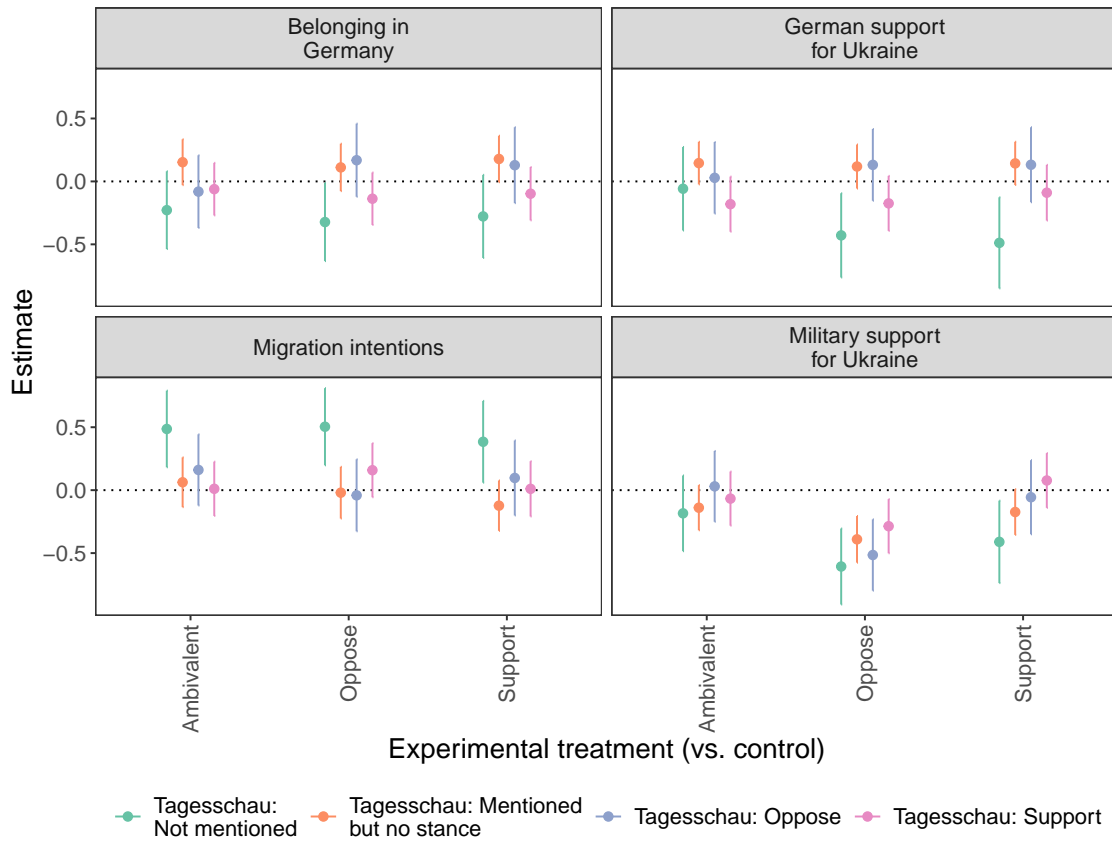 Belonging in
Germany
German support
for Ukraine
0.5
0.0
−0.5
Migration intentions
Military support
for Ukraine
0.5
0.0
−0.5
Estimate
Ambivalent
Oppose
Support
Ambivalent
Oppose
Support
Experimental treatment (vs. control)
Tagesschau:
Not mentioned
Tagesschau: Mentioned
but no stance
Tagesschau: Oppose
Tagesschau: Support